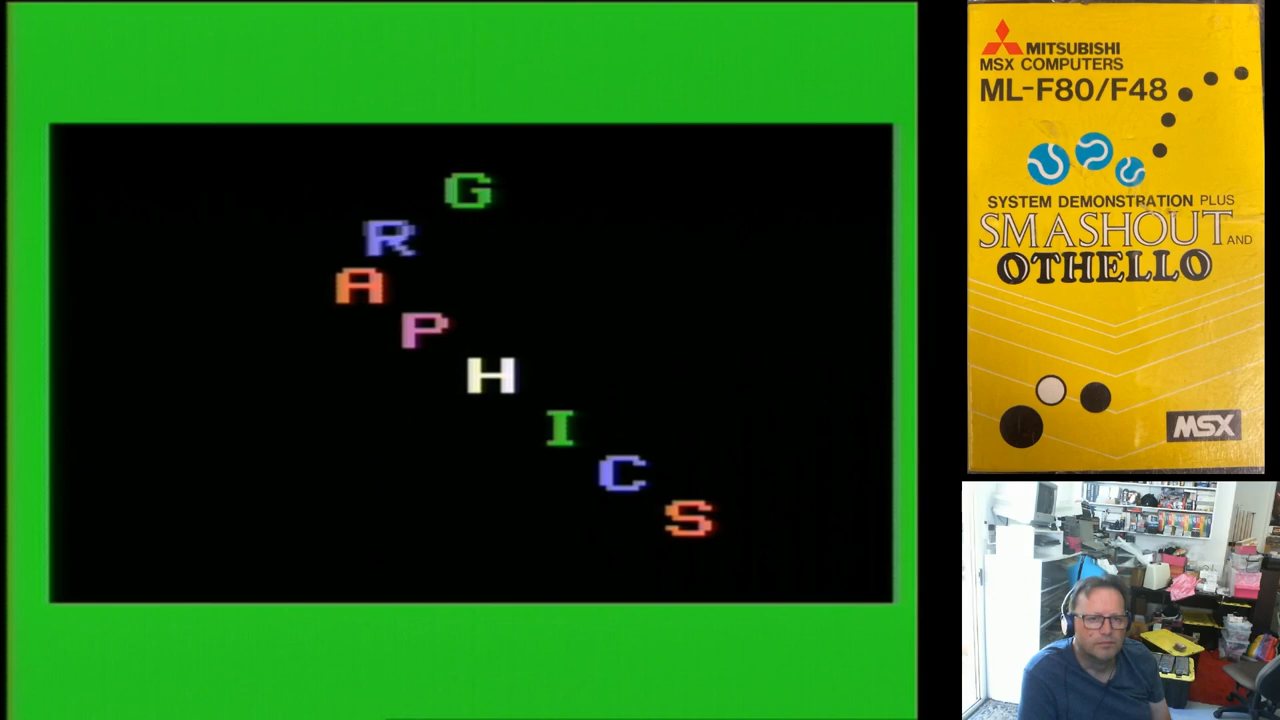 G
R
A
P
H
I
C
S
MITSUBISHI
MSX COMPUTERS
ML-F80/F48
SYSTEM DEMONSTRATION PLUS
SMASHOUT AND
OTHELLO
MSX